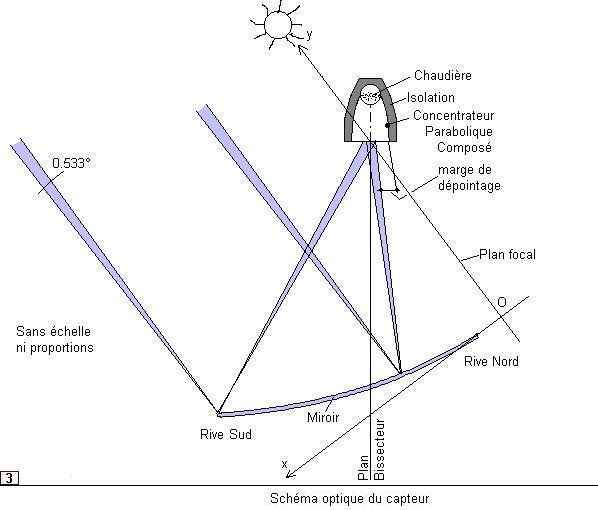 y
Chaudière
Isolation
Concentrateur
Parabolique
Composé
0.533°
marge de
dépointage
Plan focal
O
Sans échelle
ni proportions
Rive Nord
Miroir
Rive Sud
x
Plan
Bissecteur
3
Schéma optique du capteur